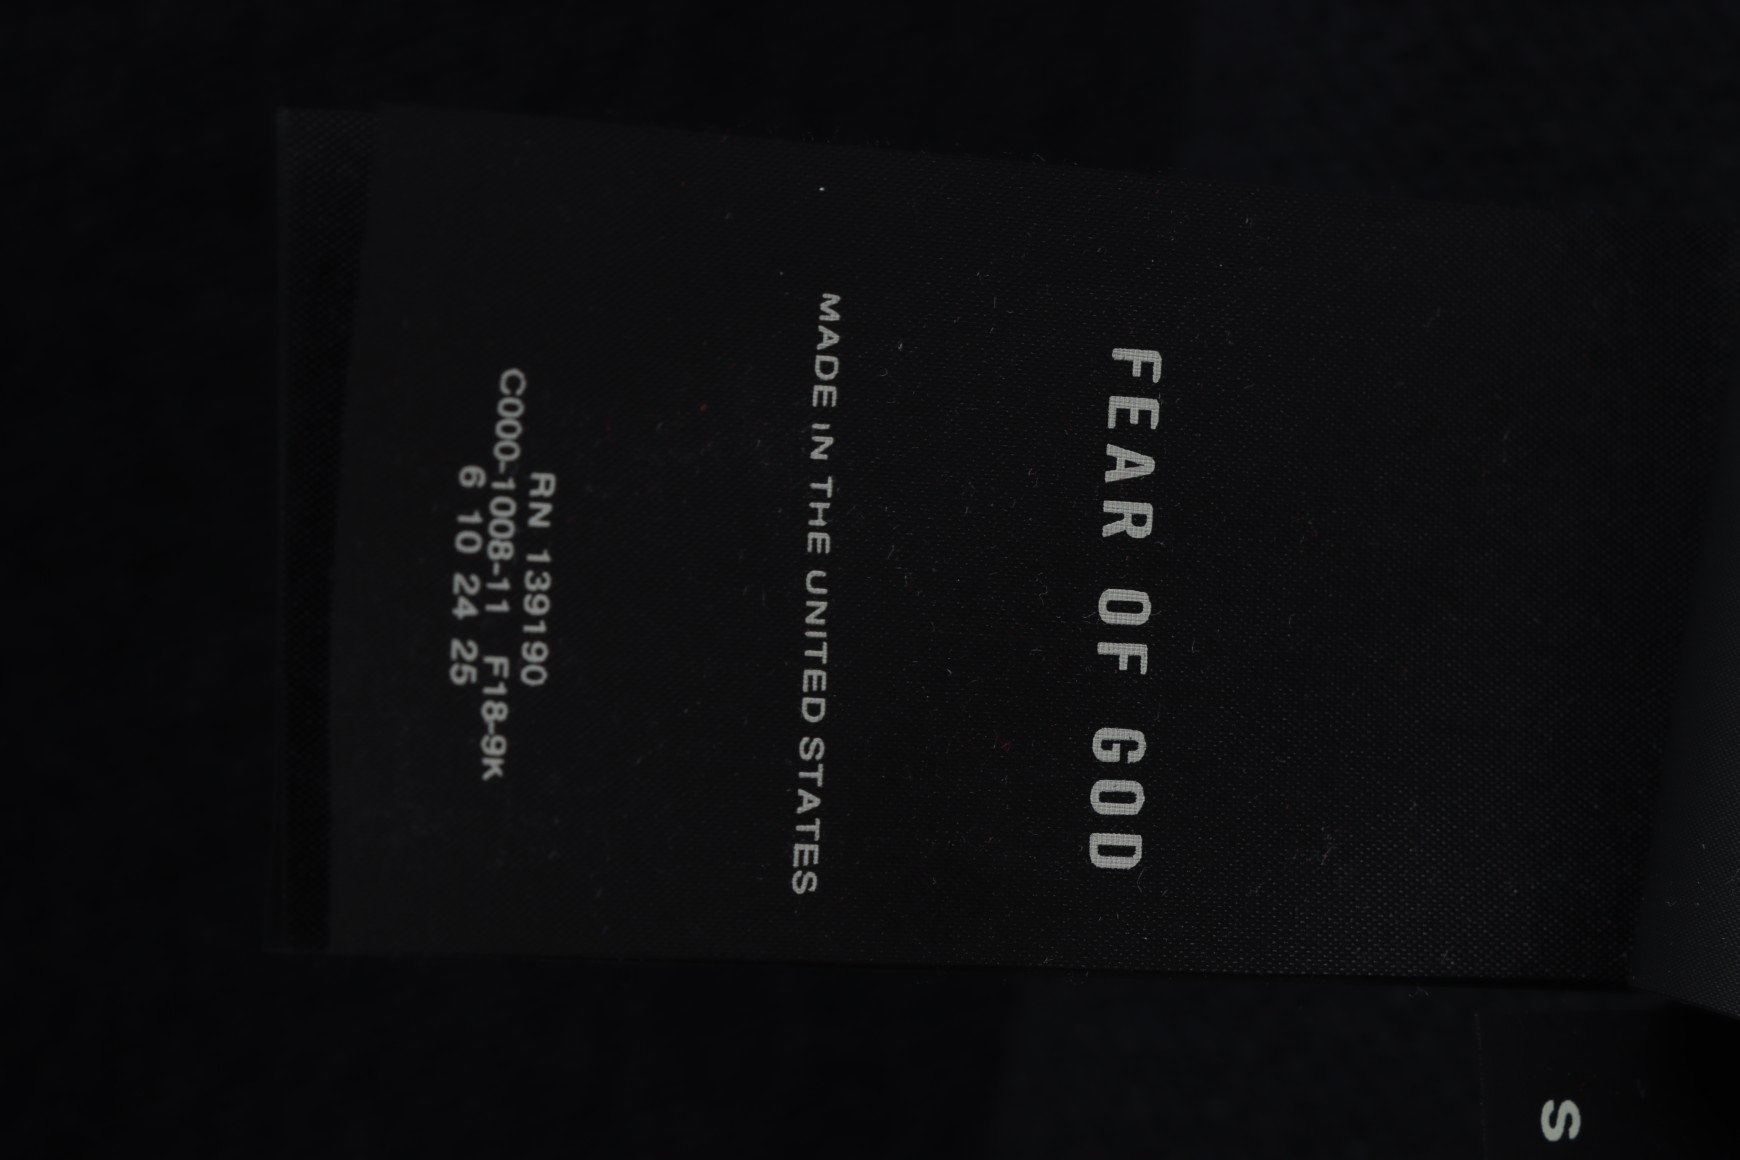 FEAR OF GOD
MADE IN THE UNITED STATES
RN 139190
C000-1008-11 F18-9K
6 10 24 25
S